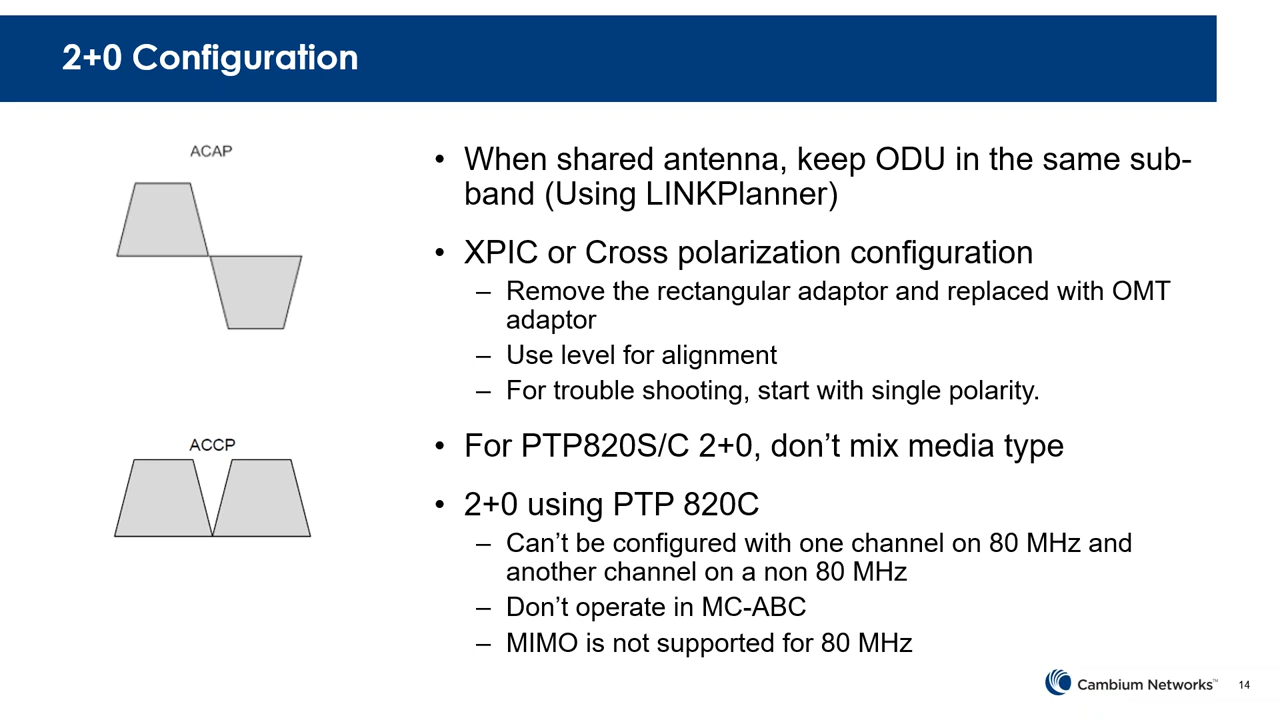 2+0 Configuration
ACAP
ACCP
• When shared antenna, keep ODU in the same sub-
band (Using LINKPlanner)
• XPIC or Cross polarization configuration
– Remove the rectangular adaptor and replaced with OMT
adaptor
– Use level for alignment
– For trouble shooting, start with single polarity.
• For PTP820S/C 2+0, don’t mix media type
• 2+0 using PTP 820C
– Can’t be configured with one channel on 80 MHz and
another channel on a non 80 MHz
– Don’t operate in MC-ABC
– MIMO is not supported for 80 MHz
Cambium Networks™
14